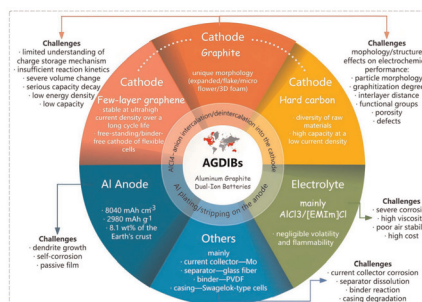 Challenges
· limited understanding of
charge storage mechanism
· insufficient reaction kinetics
· severe volume change
· serious capacity decay
· low energy density
· low capacity
Cathode
Graphite
unique morphology
(expanded/flake/micro
flower/3D foam)
Challenges
mophology/structure
effects on electrochemic
performance:
· particle morphology
· graphitization degree
· interlayer distance
· functional groups
· porosity
· defects
Cathode
Few-layer graphene
stable at ultrahigh
current density over a
long cycle life
free-standing/binder-
free cathode of flexible
cells
Cathode
Hard carbon
diversity of raw
materials
high capacity at a
low current density
AlCl4- anion intercalation/deintercalation into the cathode
AGDIBs
Aluminum Graphite
Dual-Ion Batteries
Al plating/stripping on the anode
Al Anode
· 8040 mAh cm-3
· 2980 mAh g-1
· 8.1 wt% of the
Earth's crust
Electrolyte
mainly
AlCl3/[EMIm]Cl
negligible volatility
and flammability
Others
mainly
· current collector—Mo
· separator—glass fiber
· binder—PVDF
· casing—Swagelok-type cells
Challenges
· dendrite growth
· self-corrosion
· passive film
Challenges
· severe corrosi
· high viscosit
· poor air stabili
· high cost
Challenges
· current collector corrosion
· separator dissolution
· binder reaction
· casing degradation